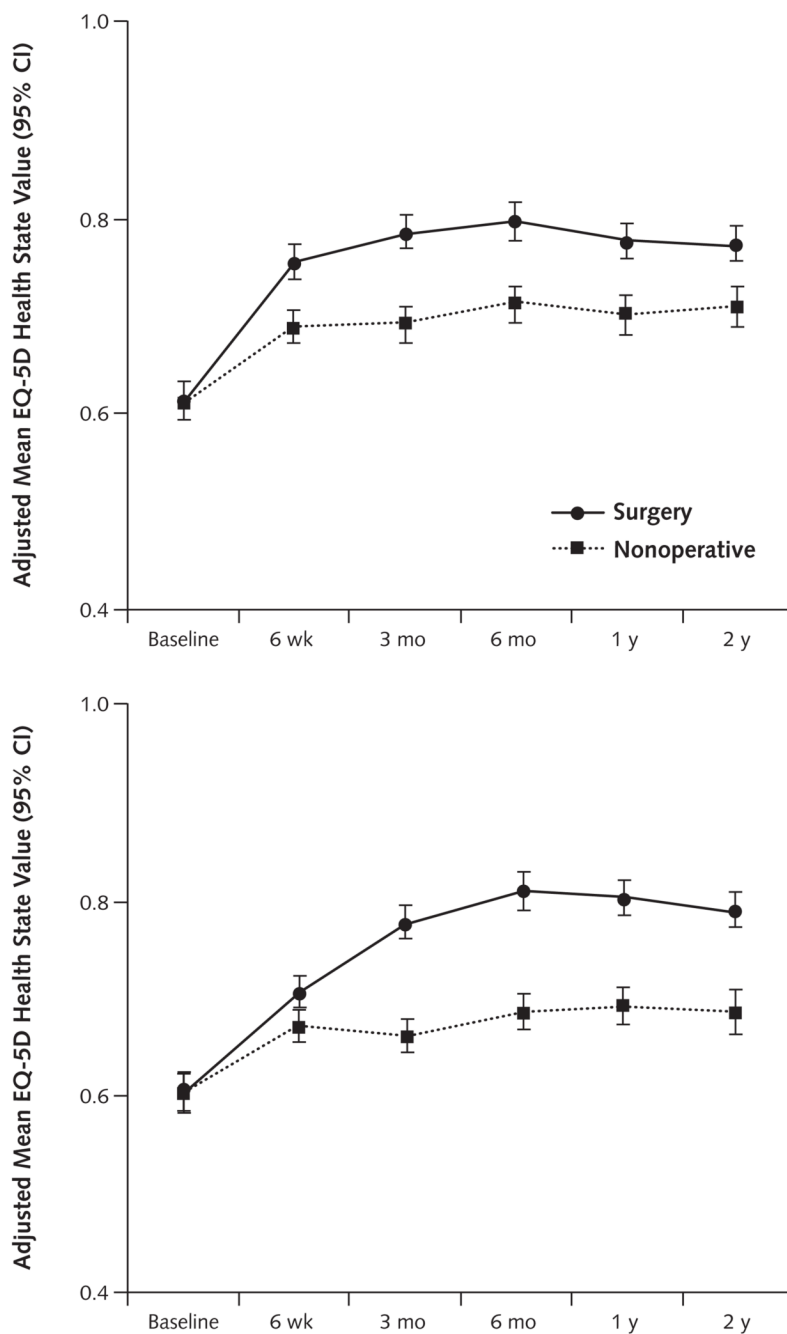 Adjusted Mean EQ-5D Health State Value (95% CI)
1.0
0.8
0.6
0.4
Surgery
Nonoperative
Baseline 6 wk 3 mo 6 mo 1 y 2 y
Adjusted Mean EQ-5D Health State Value (95% CI)
1.0
0.8
0.6
0.4
Baseline 6 wk 3 mo 6 mo 1 y 2 y